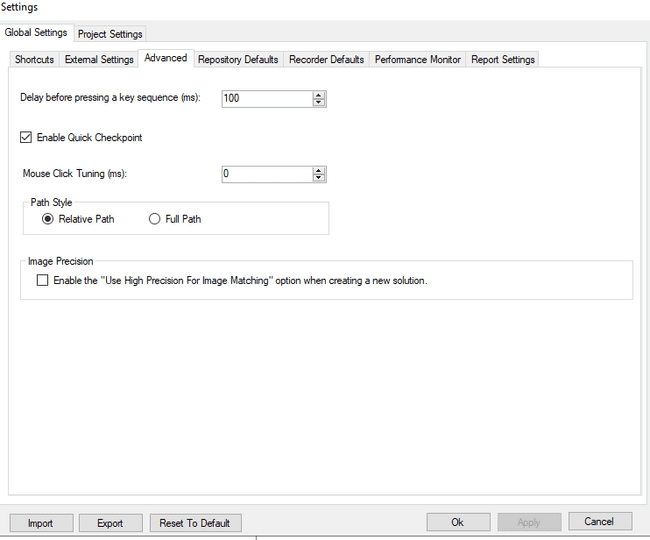 Settings
Global Settings Project Settings
Shortcuts External Settings Advanced Repository Defaults Recorder Defaults Performance Monitor Report Settings
Delay before pressing a key sequence (ms): 100
Enable Quick Checkpoint
Mouse Click Tuning (ms): 0
Path Style
Relative Path Full Path
Image Precision
Enable the "Use High Precision For Image Matching" option when creating a new solution.
Import Export Reset To Default Ok Apply Cancel